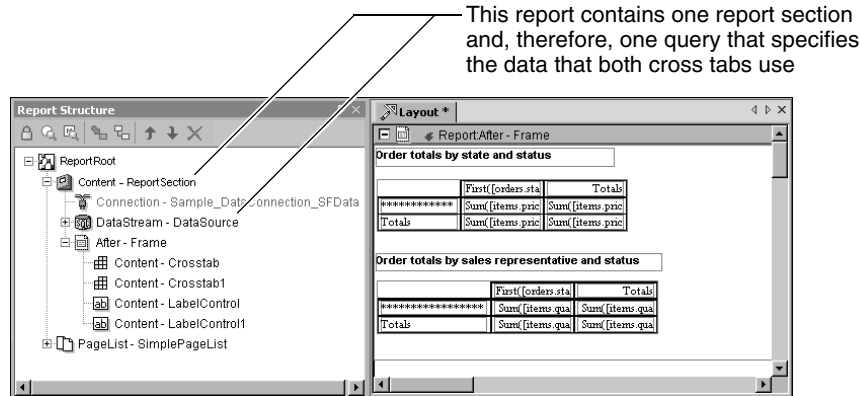 This report contains one report section
and, therefore, one query that specifies
the data that both cross tabs use
Report Structure
ReportRoot
Content - ReportSection
Connection - Sample_DataConnection_SFData
DataStream - DataSource
After - Frame
Content - Crosstab
Content - Crosstab1
Content - LabelControl
Content - LabelControl1
PageList - SimplePageList
Layout *
Report:After - Frame
Order totals by state and status
First([orders.sta Totals
************ Sum([items.pric Sum([items.pric
Totals Sum([items.pric Sum([items.pric
Order totals by sales representative and status
First([orders.sta Totals
***************** Sum([items.qua Sum([items.qua
Totals Sum([items.qua Sum([items.qua